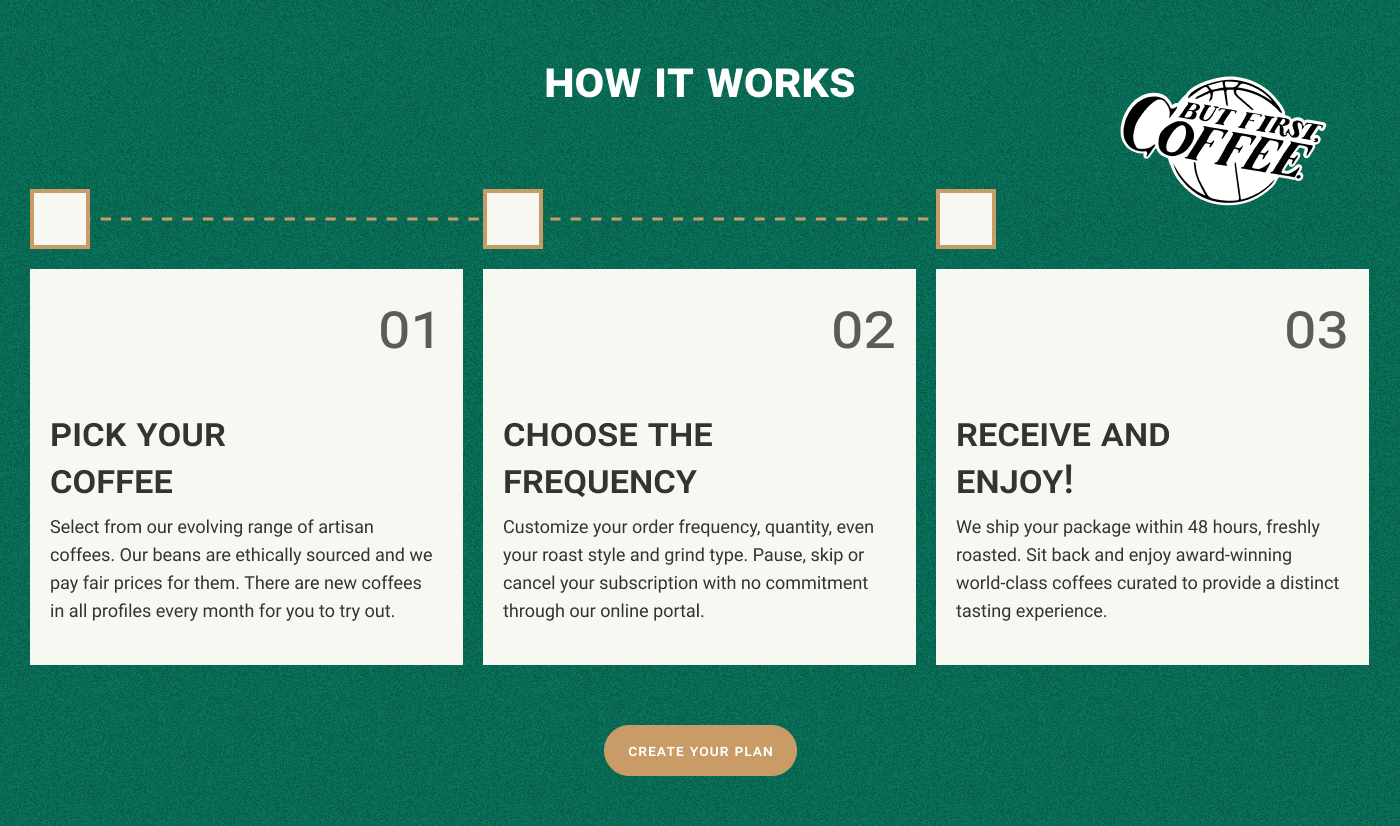 HOW IT WORKS
BUT FIRST,
COFFEE.
01
PICK YOUR
COFFEE
Select from our evolving range of artisan
coffees. Our beans are ethically sourced and we
pay fair prices for them. There are new coffees
in all profiles every month for you to try out.
02
CHOOSE THE
FREQUENCY
Customize your order frequency, quantity, even
your roast style and grind type. Pause, skip or
cancel your subscription with no commitment
through our online portal.
03
RECEIVE AND
ENJOY!
We ship your package within 48 hours, freshly
roasted. Sit back and enjoy award-winning
world-class coffees curated to provide a distinct
tasting experience.
CREATE YOUR PLAN